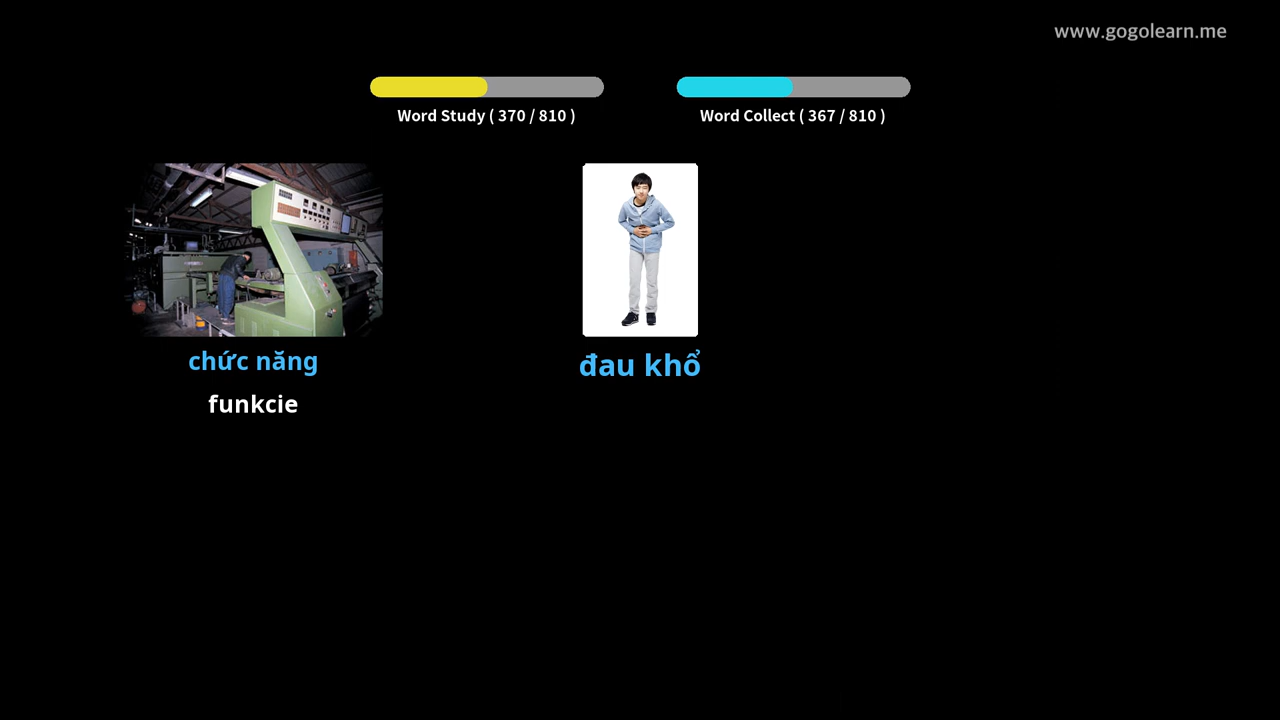 www.gogolearn.me
Word Study ( 370 / 810 )
Word Collect ( 367 / 810 )
chức năng
funkcie
đau khổ